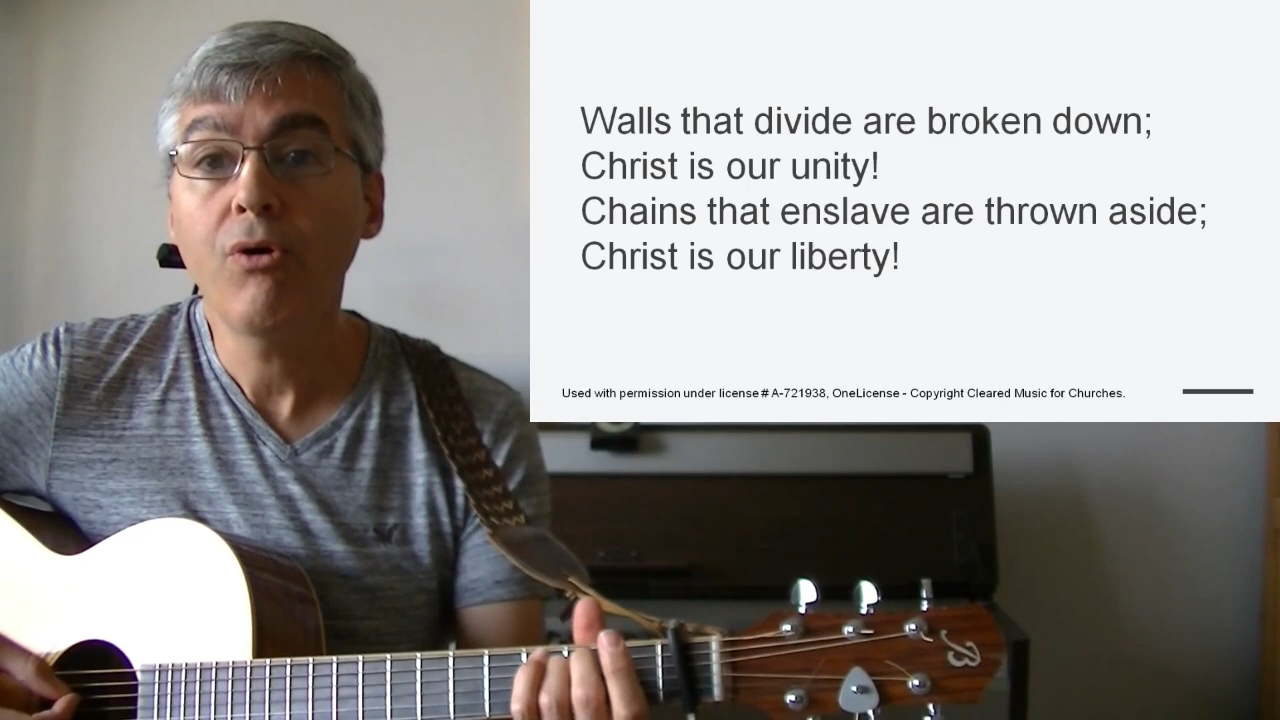 Walls that divide are broken down;
Christ is our unity!
Chains that enslave are thrown aside;
Christ is our liberty!
Used with permission under license # A-721938, OneLicense - Copyright Cleared Music for Churches.
B